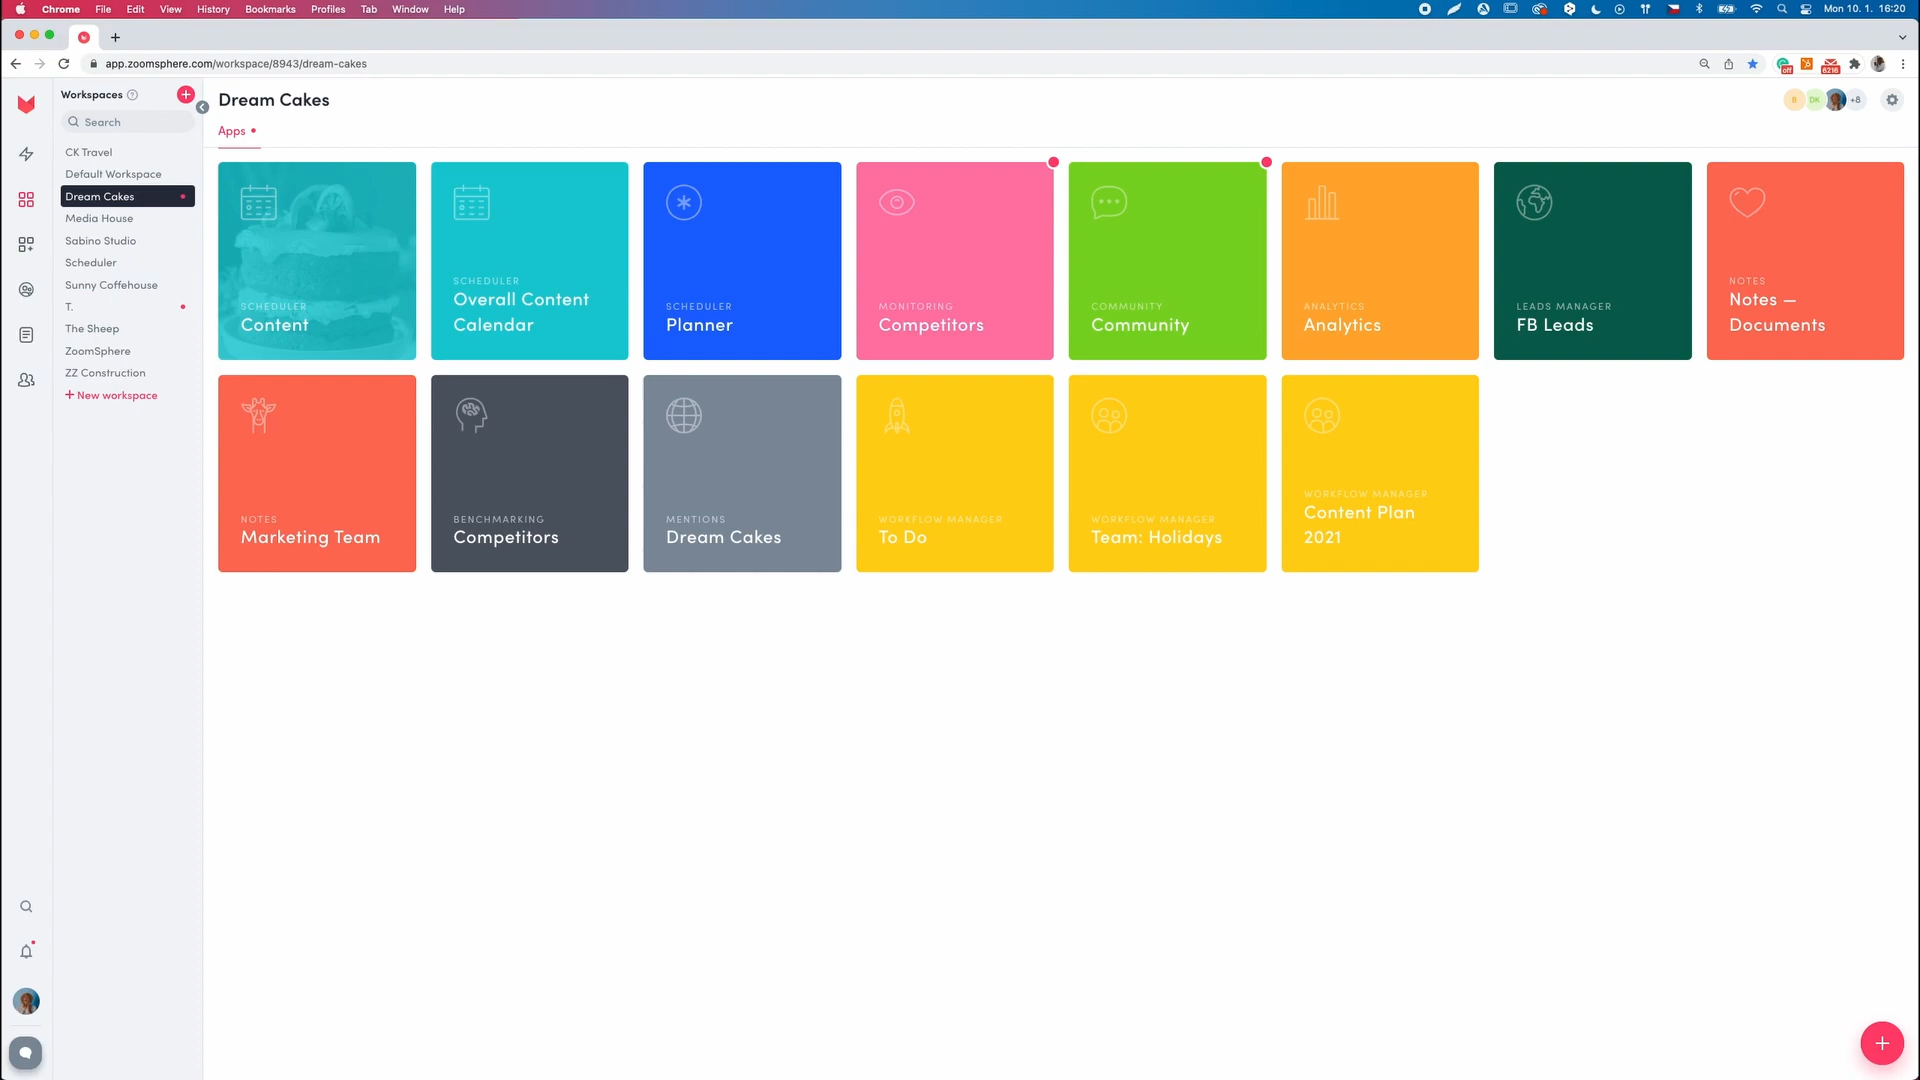 Chrome File Edit View History Bookmarks Profiles Tab Window Help
Mon 10. 1. 16:20
app.zoomsphere.com/workspace/8943/dream-cakes
off
6216
Workspaces
Search
CK Travel
Default Workspace
Dream Cakes
Media House
Sabino Studio
Scheduler
Sunny Coffehouse
T.
The Sheep
ZoomSphere
ZZ Construction
+ New workspace
Dream Cakes
B DK +8
Apps
SCHEDULER
Content
SCHEDULER
Overall Content
Calendar
SCHEDULER
Planner
MONITORING
Competitors
COMMUNITY
Community
ANALYTICS
Analytics
LEADS MANAGER
FB Leads
NOTES
Notes —
Documents
NOTES
Marketing Team
BENCHMARKING
Competitors
MENTIONS
Dream Cakes
WORKFLOW MANAGER
To Do
WORKFLOW MANAGER
Team: Holidays
WORKFLOW MANAGER
Content Plan
2021